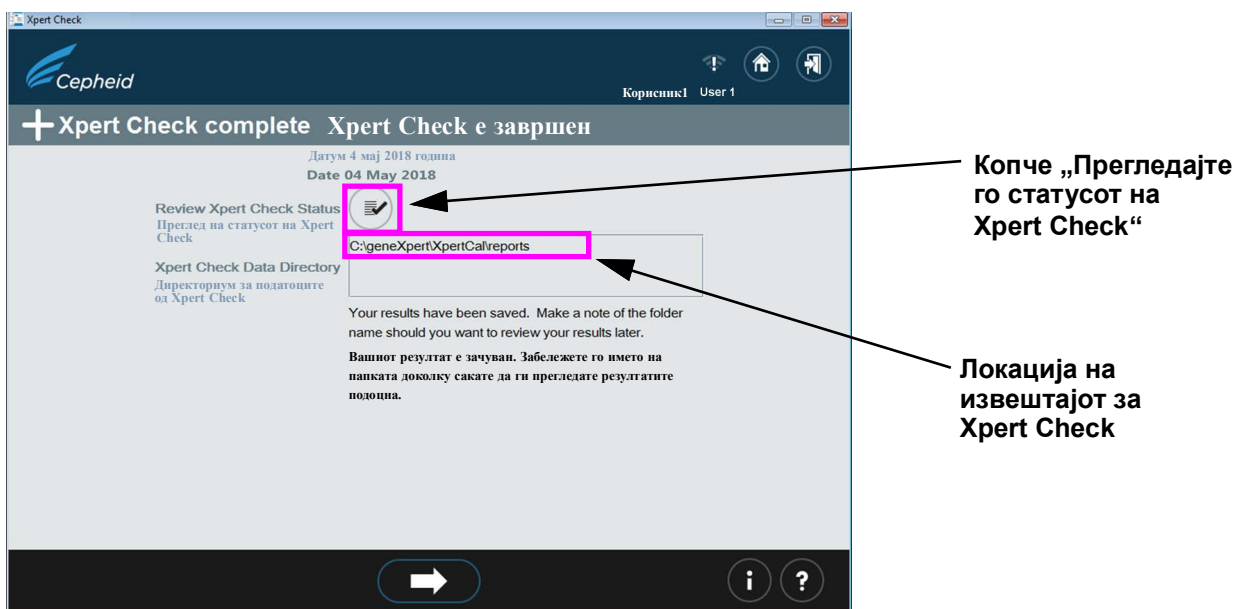 Xpert Check
Cepheid
Корисник1 User 1
Xpert Check complete Xpert Check е завршен
Датум 4 мај 2018 година
Date 04 May 2018
Review Xpert Check Status
Преглед на статусот на Xpert
Check
C:\geneXpert\XpertCal\reports
Xpert Check Data Directory
Директориум за податоците
од Xpert Check
Your results have been saved. Make a note of the folder
name should you want to review your results later.
Вашиот резултат е зачуван. Забележете го името на
папката доколку сакате да ги прегледате резултатите
подоцна.
i ?
Копче „Прегледајте
го статусот на
Xpert Check“
Локација на
извештајот за
Xpert Check